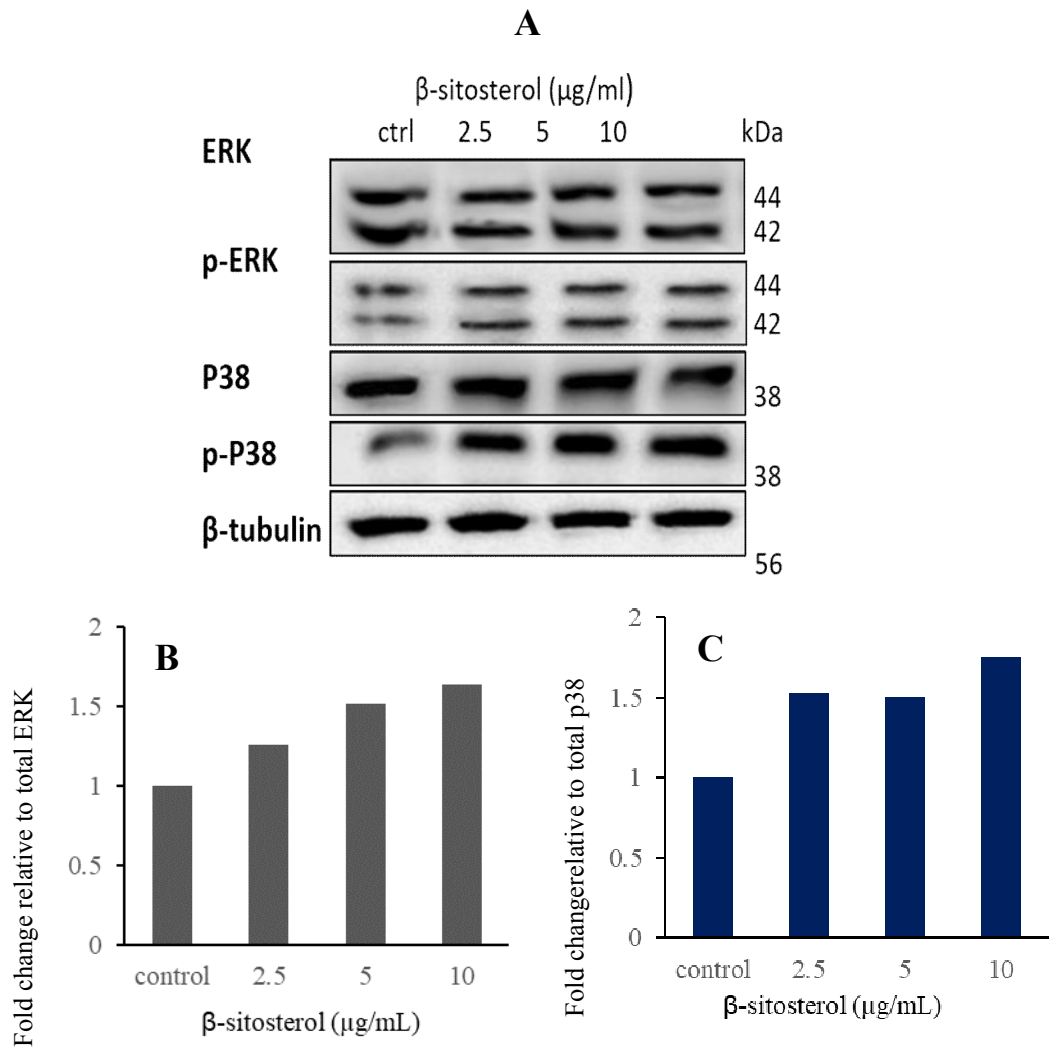 A
β-sitosterol (µg/ml)
ctrl 2.5 5 10 kDa
ERK
44
42
p-ERK
44
42
P38
38
p-P38
38
β-tubulin
56
B
Fold change relative to total ERK
2
1.5
1
0.5
0
control 2.5 5 10
β-sitosterol (µg/mL)
C
Fold changerelative to total p38
2
1.5
1
0.5
0
control 2.5 5 10
β-sitosterol (µg/mL)